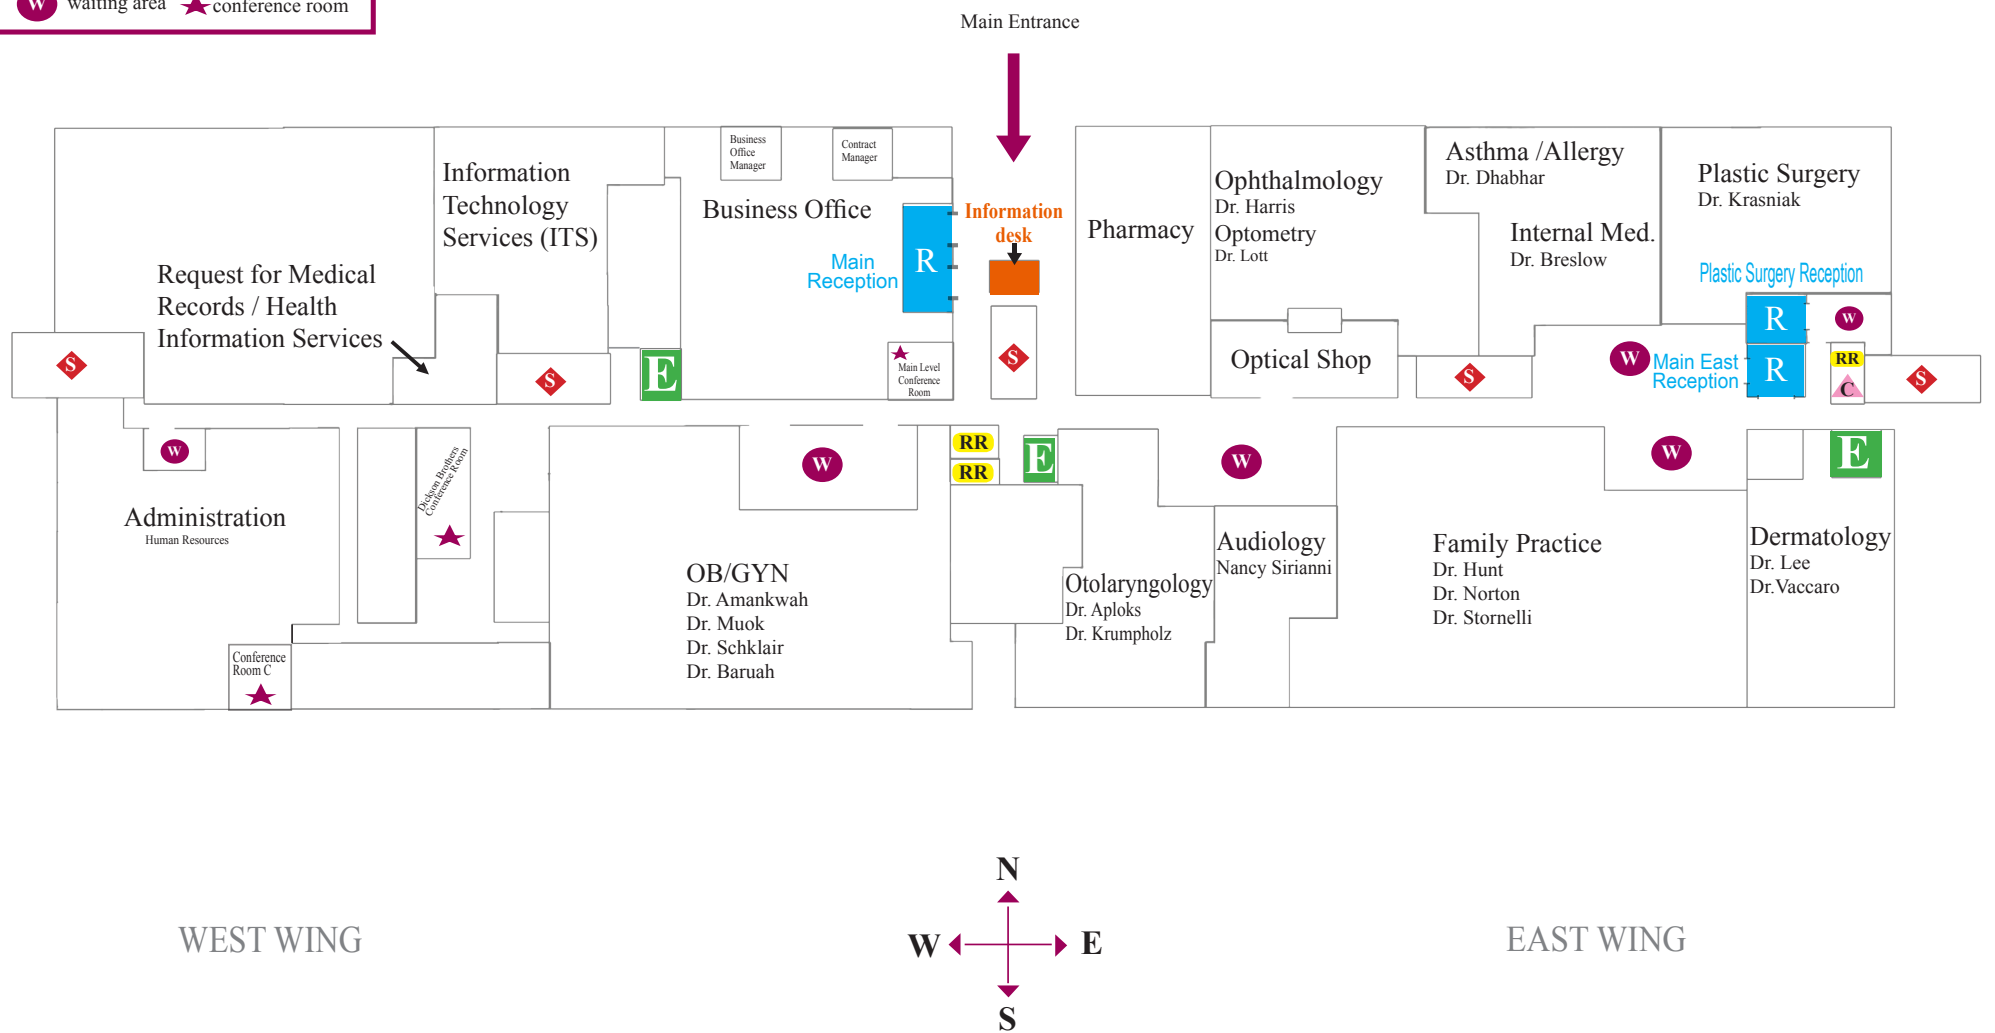 W waiting area ★ conference room
Main Entrance
Business
Office
Manager
Contract
Manager
Information
Technology
Services (ITS)
Business Office
Request for Medical
Records / Health
Information Services
Main
Reception
R
Information
desk
Pharmacy
Ophthalmology
Dr. Harris
Optometry
Dr. Lott
Asthma /Allergy
Dr. Dhabhar
Internal Med.
Dr. Breslow
Plastic Surgery
Dr. Krasniak
Plastic Surgery Reception
R
W
S
S
E
Main Level
Conference
Room
S
Optical Shop
S
W
Main East
Reception
R
RR
C
S
W
Administration
Human Resources
Dickson Brothers
Conference Room
Conference
Room C
W
OB/GYN
Dr. Amankwah
Dr. Muok
Dr. Schklair
Dr. Baruah
RR
RR
E
W
Otolaryngology
Dr. Aploks
Dr. Krumpholz
Audiology
Nancy Sirianni
W
Family Practice
Dr. Hunt
Dr. Norton
Dr. Stornelli
E
Dermatology
Dr. Lee
Dr.Vaccaro
N
W
E
S
WEST WING
EAST WING